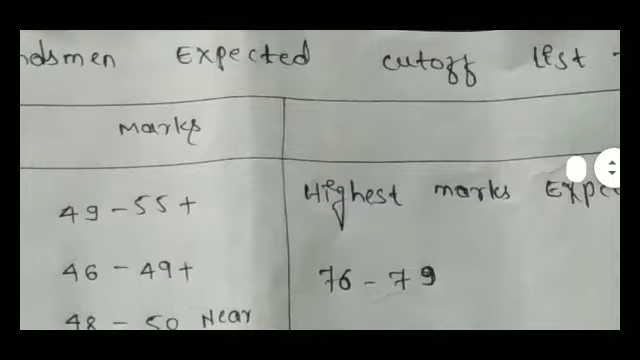 Expected cutoff list
Marks
49 - 55 +
Highest marks
46 - 49 +
76 - 79
48 - 50 Near